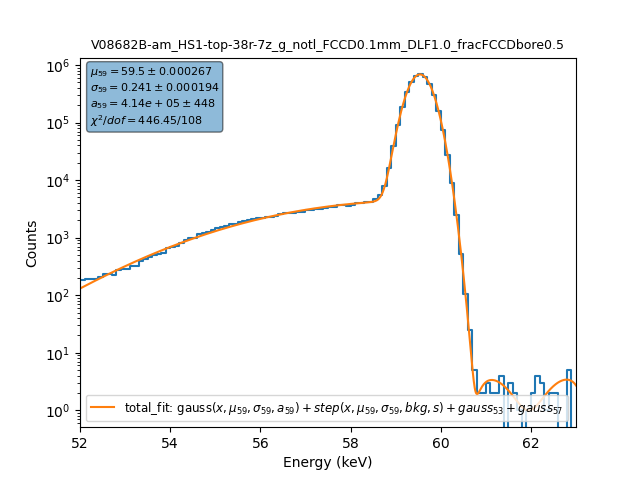 V08682B-am_HS1-top-38r-7z_g_notl_FCCD0.1mm_DLF1.0_fracFCCDbore0.5
μ₅₉ = 59.5 ± 0.000267
σ₅₉ = 0.241 ± 0.000194
a₅₉ = 4.14e + 05 ± 448
χ²/dof = 446.45/108
10⁶
10⁵
10⁴
10³
10²
10¹
10⁰
Counts
total_fit: gauss(x, μ₅₉, σ₅₉, a₅₉) + step(x, μ₅₉, σ₅₉, bkg, s) + gauss₅₃ + gauss₅₇
52 54 56 58 60 62
Energy (keV)